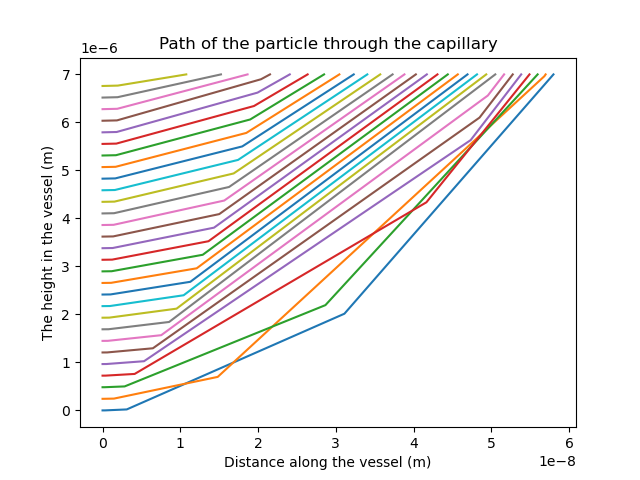 Path of the particle through the capillary
1e−6
7
6
5
4
3
2
1
0
The height in the vessel (m)
0 1 2 3 4 5 6
1e−8
Distance along the vessel (m)